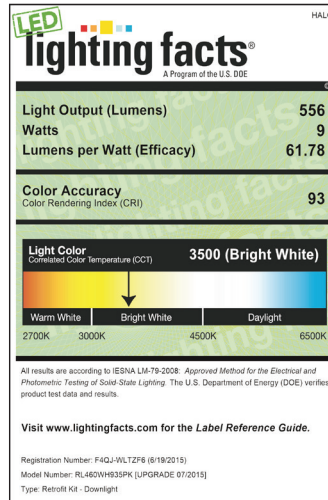 LED
HALO
lighting facts®
A Program of the U.S. DOE
Light Output (Lumens) 556
Watts 9
Lumens per Watt (Efficacy) 61.78
Color Accuracy 93
Color Rendering Index (CRI)
Light Color 3500 (Bright White)
Correlated Color Temperature (CCT)
Warm White Bright White Daylight
2700K 3000K 4500K 6500K
All results are according to IESNA LM-79-2008: Approved Method for the Electrical and
Photometric Testing of Solid-State Lighting. The U.S. Department of Energy (DOE) verifies
product test data and results.
Visit www.lightingfacts.com for the Label Reference Guide.
Registration Number: F4QJ-WLTZF6 (6/19/2015)
Model Number: RL460WH935PK [UPGRADE 07/2015]
Type: Retrofit Kit - Downlight